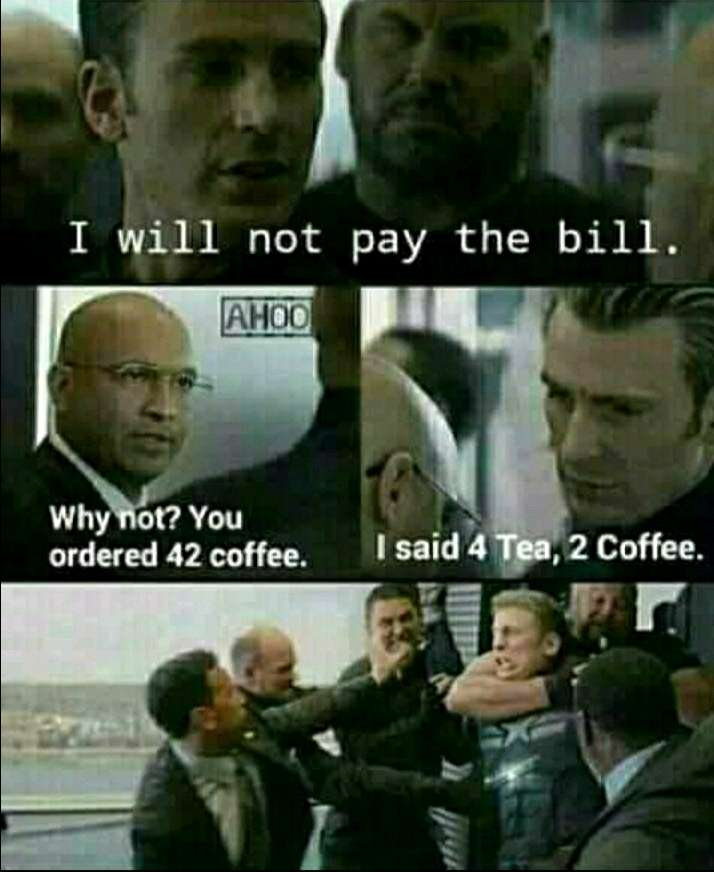 I will not pay the bill.
AHOO
Why not? You
ordered 42 coffee.
I said 4 Tea, 2 Coffee.